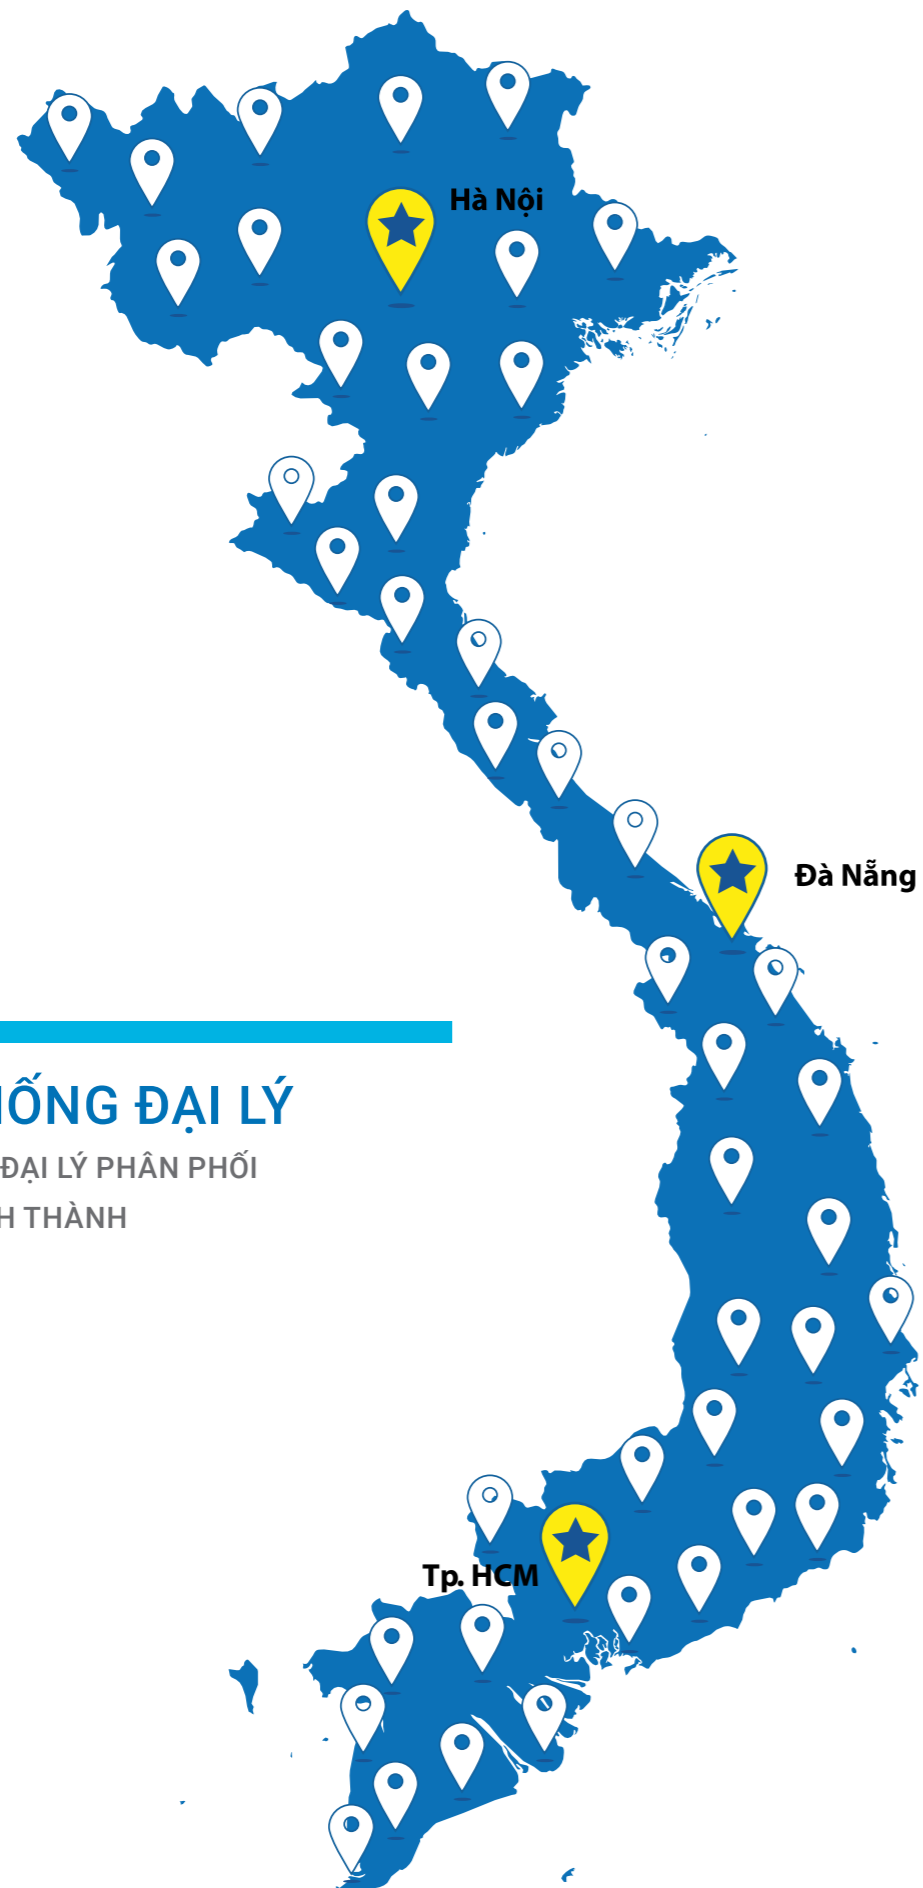 Hà Nội
Đà Nẵng
HỐNG ĐẠI LÝ
ĐẠI LÝ PHÂN PHỐI
H THÀNH
Tp. HCM